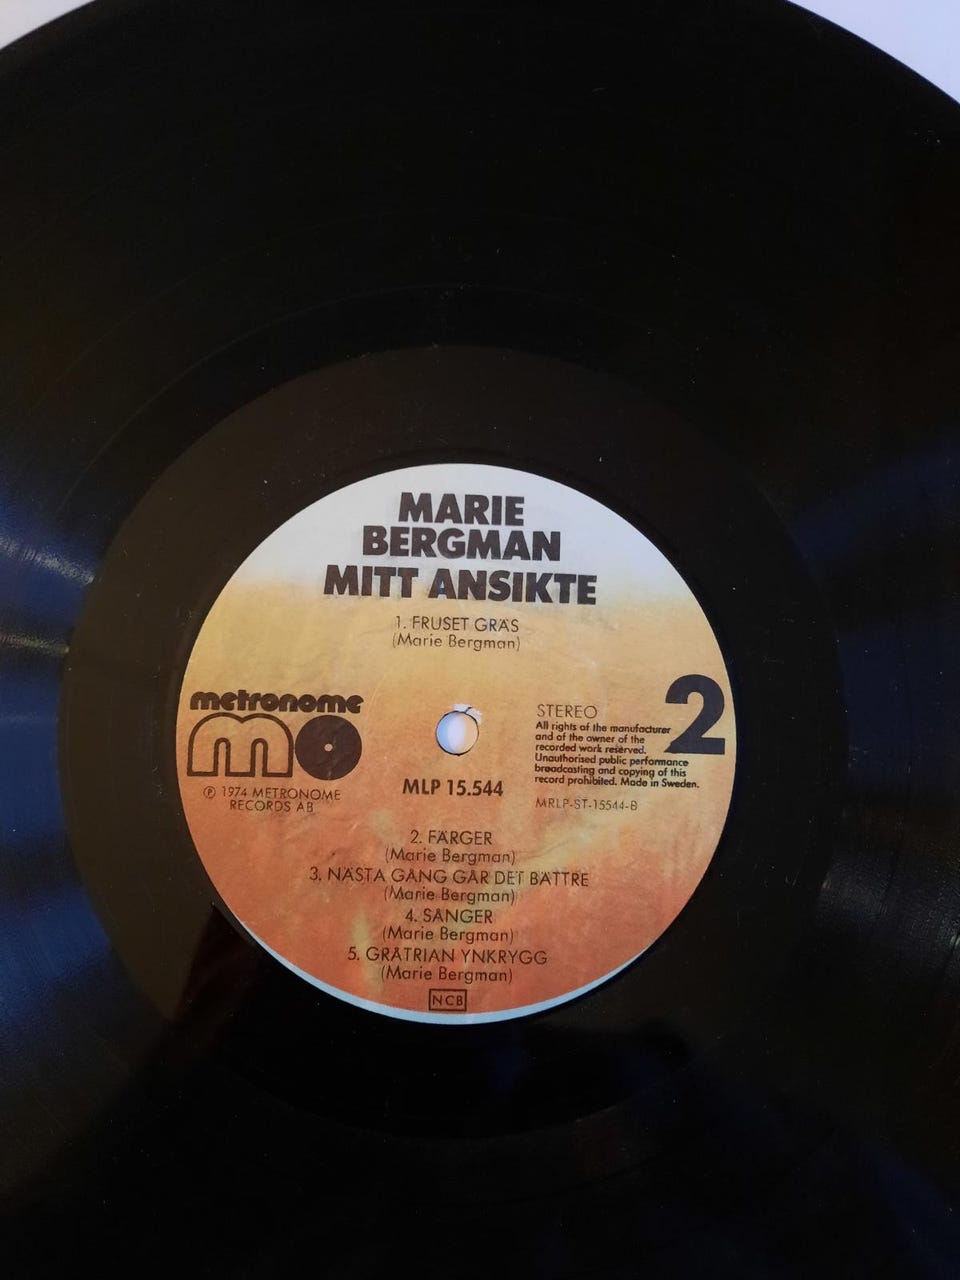 MARIE
BERGMAN
MITT ANSIKTE
1. FRUSET GRÄS
(Marie Bergman)
metronome
mo
℗ 1974 METRONOME
RECORDS AB
MLP 15.544
2
STEREO
All rights of the manufacturer
and of the owner of the
recorded work reserved.
Unauthorised public performance
broadcasting and copying of this
record prohibited. Made in Sweden.
MRLP-ST-15544-B
2. FÄRGER
(Marie Bergman)
3. NÄSTA GÅNG GÅR DET BÄTTRE
(Marie Bergman)
4. SÅNGER
(Marie Bergman)
5. GRÅTRIAN YNKRYGG
(Marie Bergman)
NCB